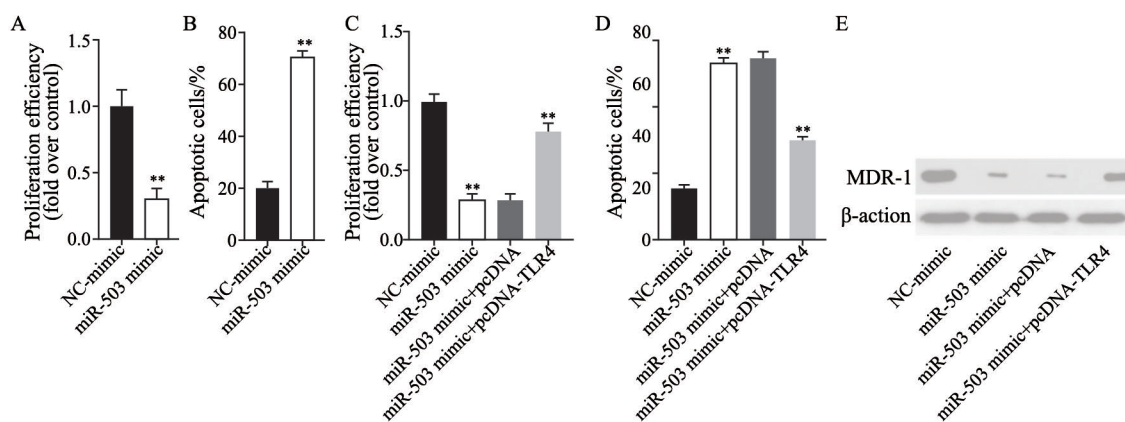 A
Proliferation efficiency
(fold over control)
1.5
1.0
0.5
0
**
NC-mimic
miR-503 mimic
B
Apoptotic cells/%
80
60
40
20
0
**
NC-mimic
miR-503 mimic
C
Proliferation efficiency
(fold over control)
1.5
1.0
0.5
0
**
**
NC-mimic
miR-503 mimic
miR-503 mimic+pcDNA
miR-503 mimic+pcDNA-TLR4
D
Apoptotic cells/%
80
60
40
20
0
**
**
NC-mimic
miR-503 mimic
miR-503 mimic+pcDNA
miR-503 mimic+pcDNA-TLR4
E
MDR-1
β-action
NC-mimic
miR-503 mimic
miR-503 mimic+pcDNA
miR-503 mimic+pcDNA-TLR4